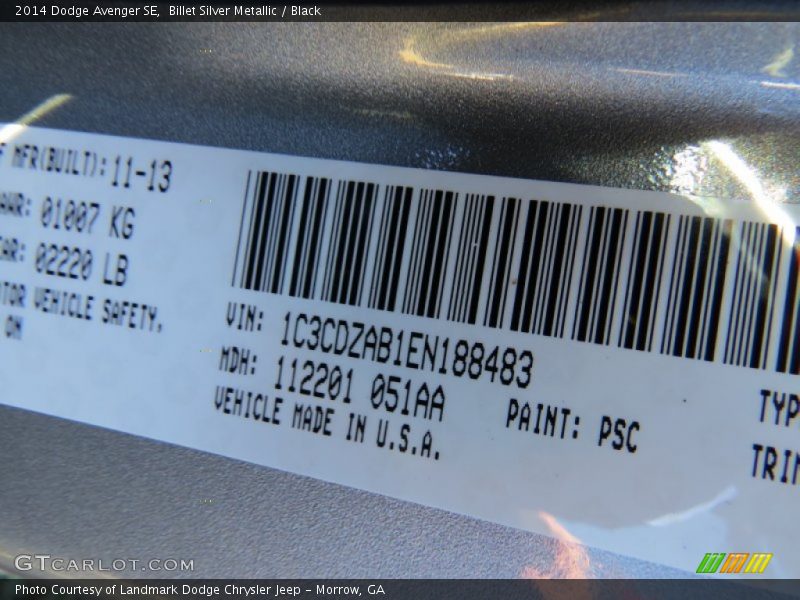 2014 Dodge Avenger SE,  Billet Silver Metallic / Black
MFR(BUILT): 11-13
01007 KG
02220 LB
VEHICLE SAFETY.
ON
VIN: 1C3CDZAB1EN188483
MDH: 112201 051AA
PAINT: PSC
VEHICLE MADE IN U.S.A.
GTCARLOT.COM
Photo Courtesy of Landmark Dodge Chrysler Jeep - Morrow, GA